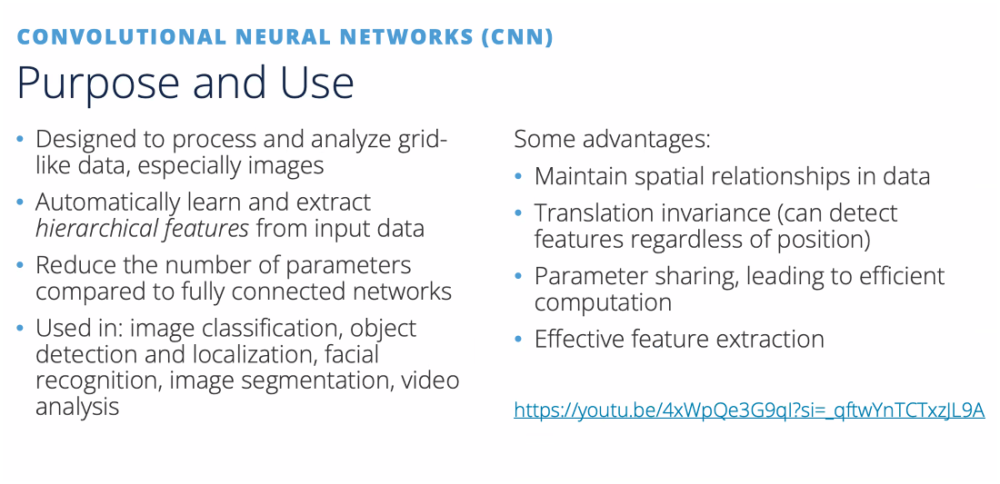 CONVOLUTIONAL NEURAL NETWORKS (CNN)
Purpose and Use
• Designed to process and analyze grid-
like data, especially images
• Automatically learn and extract
hierarchical features from input data
• Reduce the number of parameters
compared to fully connected networks
• Used in: image classification, object
detection and localization, facial
recognition, image segmentation, video
analysis
Some advantages:
• Maintain spatial relationships in data
• Translation invariance (can detect
features regardless of position)
• Parameter sharing, leading to efficient
computation
• Effective feature extraction
https://youtu.be/4xWpQe3G9qI?si=_qftwYnTCTxzJL9A